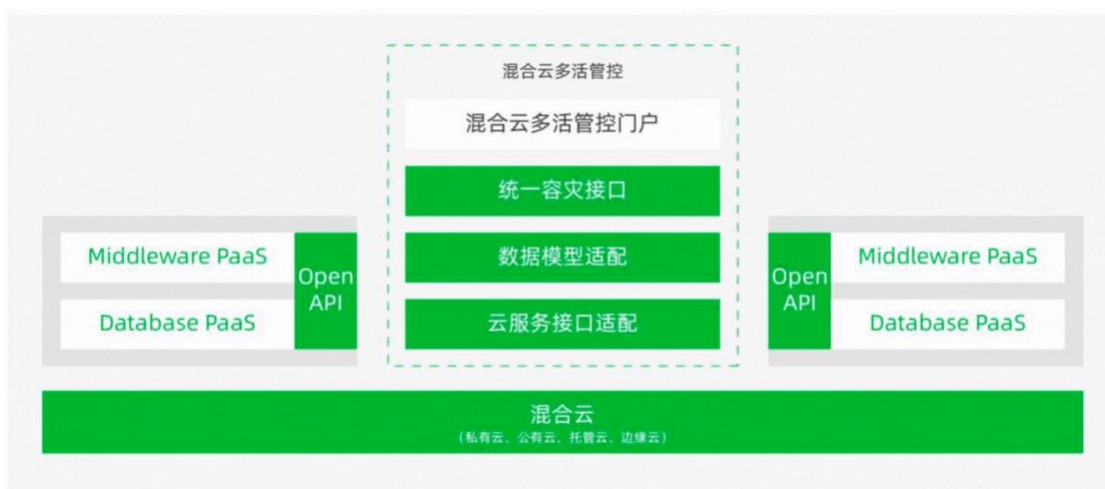 混合云多活管控
混合云多活管控门户
统一容灾接口
数据模型适配
云服务接口适配
Middleware PaaS
Database PaaS
Open
API
Open
API
Middleware PaaS
Database PaaS
混合云
（私有云、公有云、托管云、边缘云）